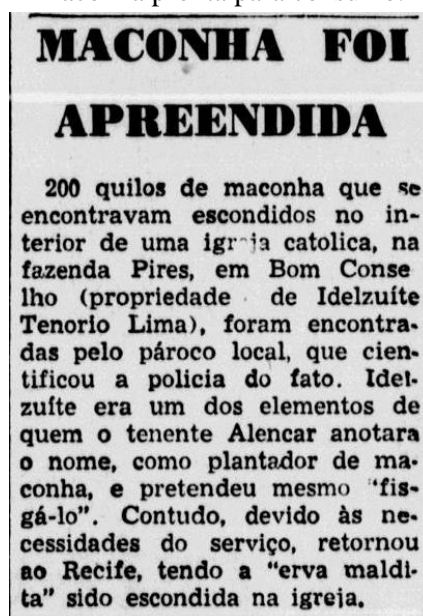 MACONHA FOI
APREENDIDA
200 quilos de maconha que se
encontravam escondidos no in-
terior de uma igreja catolica, na
fazenda Pires, em Bom Conse
lho (propriedade de Idelzuíte
Tenorio Lima), foram encontra-
das pelo pároco local, que cien-
tificou a policia do fato. Idel-
zuíte era um dos elementos de
quem o tenente Alencar anotara
o nome, como plantador de ma-
conha, e pretendeu mesmo "fis-
gá-lo". Contudo, devido às ne-
cessidades do serviço, retornou
ao Recife, tendo a "erva maldi-
ta" sido escondida na igreja.